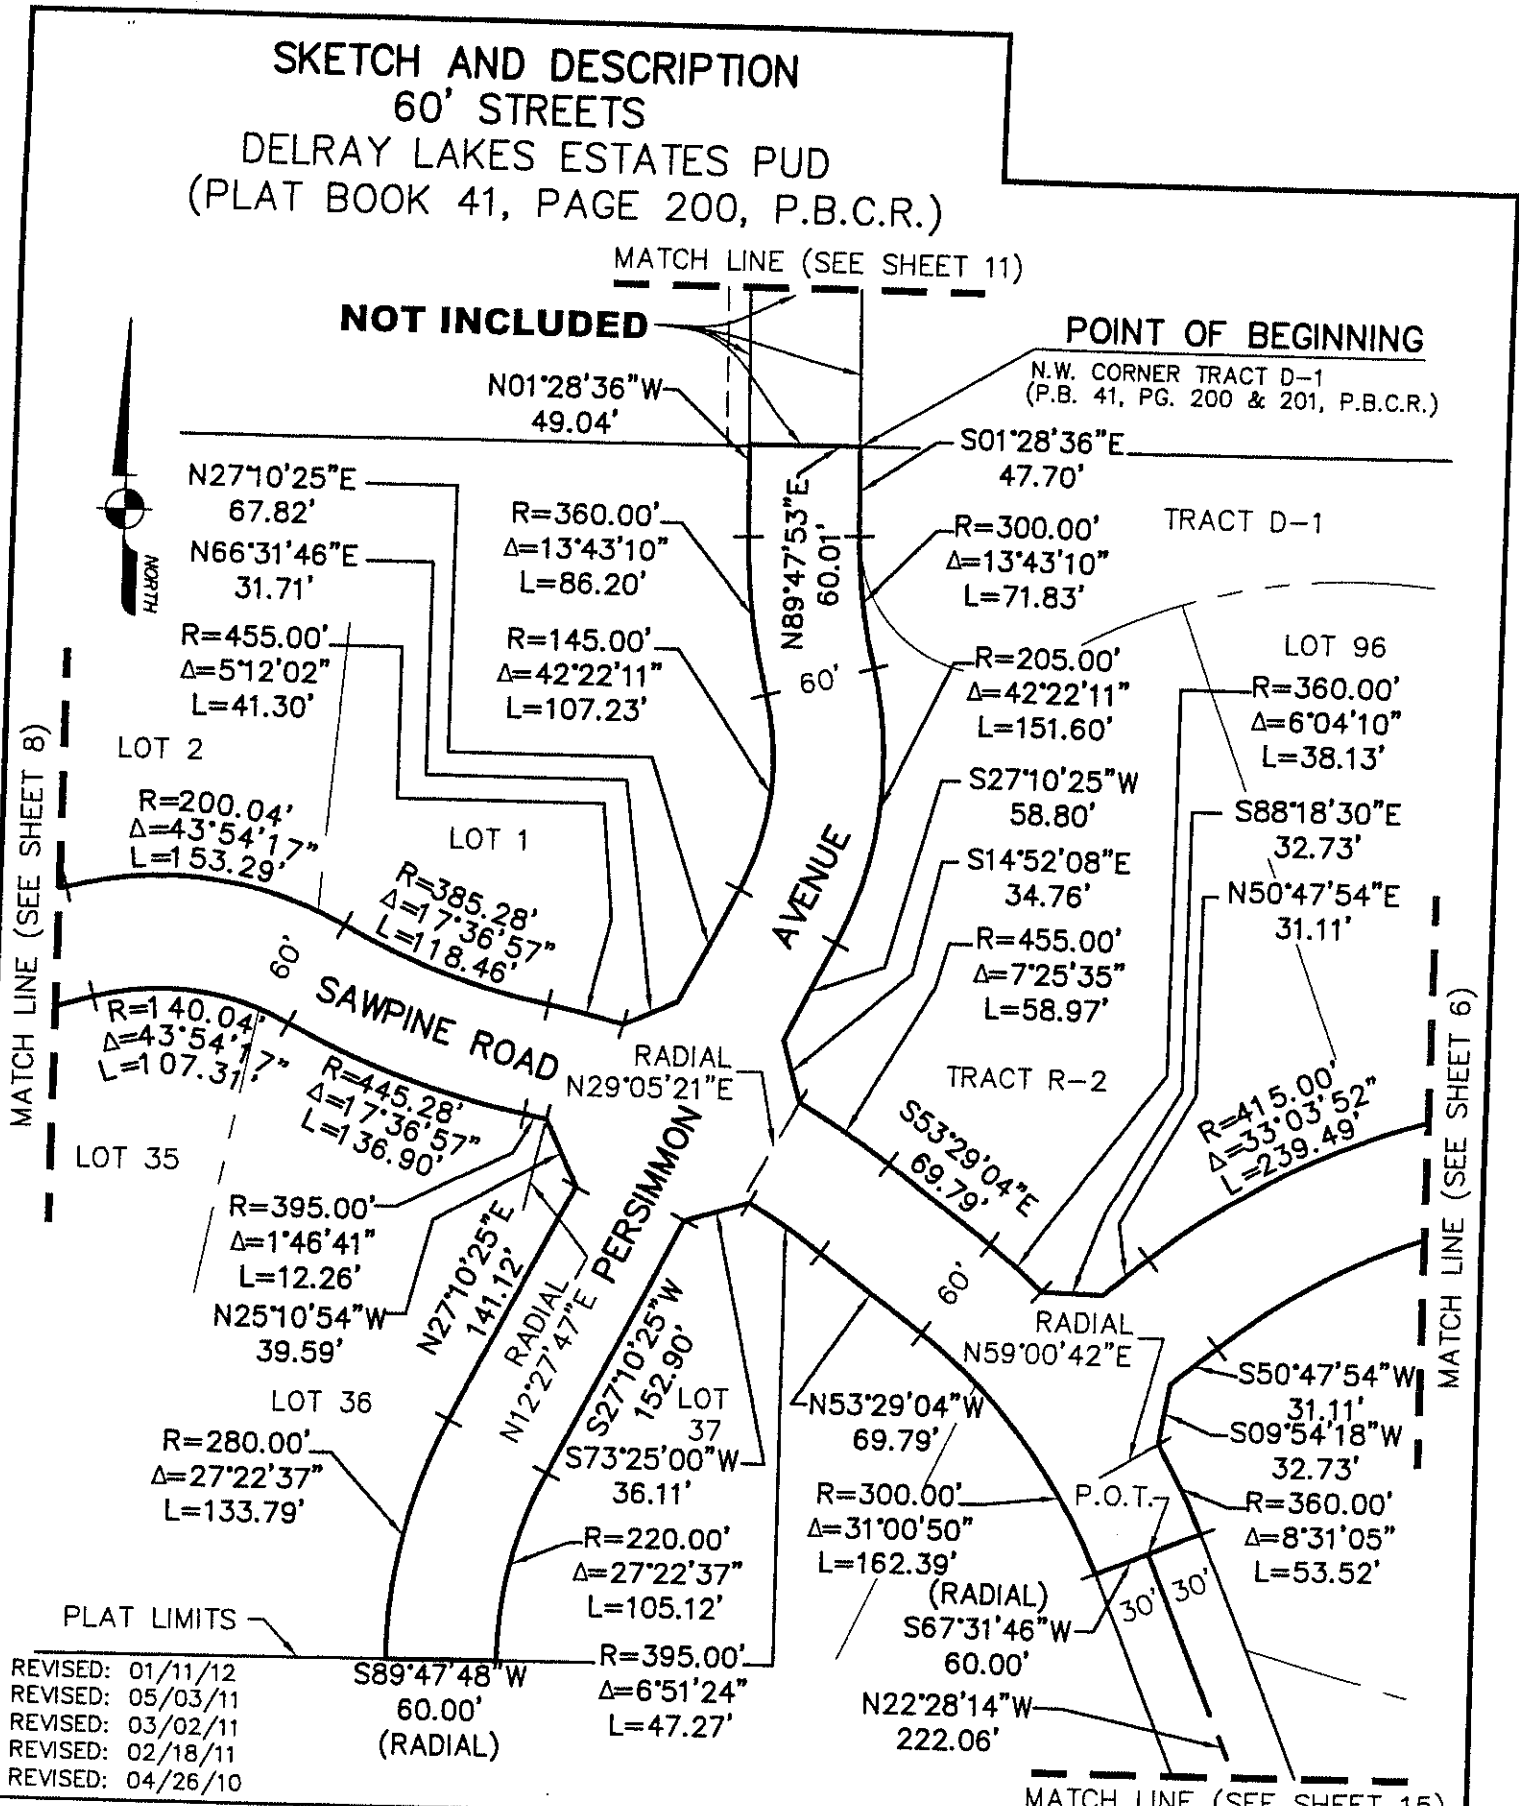 SKETCH AND DESCRIPTION
60' STREETS
DELRAY LAKES ESTATES PUD
(PLAT BOOK 41, PAGE 200, P.B.C.R.)
MATCH LINE (SEE SHEET 11)
NOT INCLUDED
POINT OF BEGINNING
N.W. CORNER TRACT D-1
(P.B. 41, PG. 200 & 201, P.B.C.R.)
N01°28'36"W
49.04'
S01°28'36"E
47.70'
N27°10'25"E
67.82'
N66°31'46"E
31.71'
NORTH
R=455.00'
Δ=5°12'02"
L=41.30'
R=360.00'
Δ=13°43'10"
L=86.20'
R=145.00'
Δ=42°22'11"
L=107.23'
N89°47'53"E
60.01'
60'
R=300.00'
Δ=13°43'10"
L=71.83'
TRACT D-1
R=205.00'
Δ=42°22'11"
L=151.60'
LOT 96
R=360.00'
Δ=6°04'10"
L=38.13'
S27°10'25"W
58.80'
S88°18'30"E
32.73'
S14°52'08"E
34.76'
N50°47'54"E
31.11'
R=455.00'
Δ=7°25'35"
L=58.97'
MATCH LINE (SEE SHEET 8)
LOT 2
R=200.04'
Δ=43°54'17"
L=153.29'
LOT 1
R=385.28'
Δ=17°36'57"
L=118.46'
AVENUE
60'
SAWPINE ROAD
R=140.04'
Δ=43°54'17"
L=107.31'
R=445.28'
Δ=17°36'57"
L=136.90'
RADIAL
N29°05'21"E
TRACT R-2
S53°29'04"E
69.79'
R=415.00'
Δ=33°03'52"
L=239.49'
MATCH LINE (SEE SHEET 6)
LOT 35
R=395.00'
Δ=1°46'41"
L=12.26'
N25°10'54"W
39.59'
N27°10'25"E
141.12'
RADIAL
N12°27'47"E
PERSIMMON
S27°10'25"W
152.90'
LOT
37
60'
RADIAL
N59°00'42"E
S50°47'54"W
31.11'
S09°54'18"W
32.73'
LOT 36
R=280.00'
Δ=27°22'37"
L=133.79'
S73°25'00"W
36.11'
N53°29'04"W
69.79'
R=300.00'
Δ=31°00'50"
L=162.39'
P.O.T.
R=360.00'
Δ=8°31'05"
L=53.52'
R=220.00'
Δ=27°22'37"
L=105.12'
(RADIAL)
S67°31'46"W
60.00'
30'
30'
PLAT LIMITS
S89°47'48"W
60.00'
(RADIAL)
R=395.00'
Δ=6°51'24"
L=47.27'
N22°28'14"W
222.06'
REVISED: 01/11/12
REVISED: 05/03/11
REVISED: 03/02/11
REVISED: 02/18/11
REVISED: 04/26/10
MATCH LINE (SEE SHEET 15)